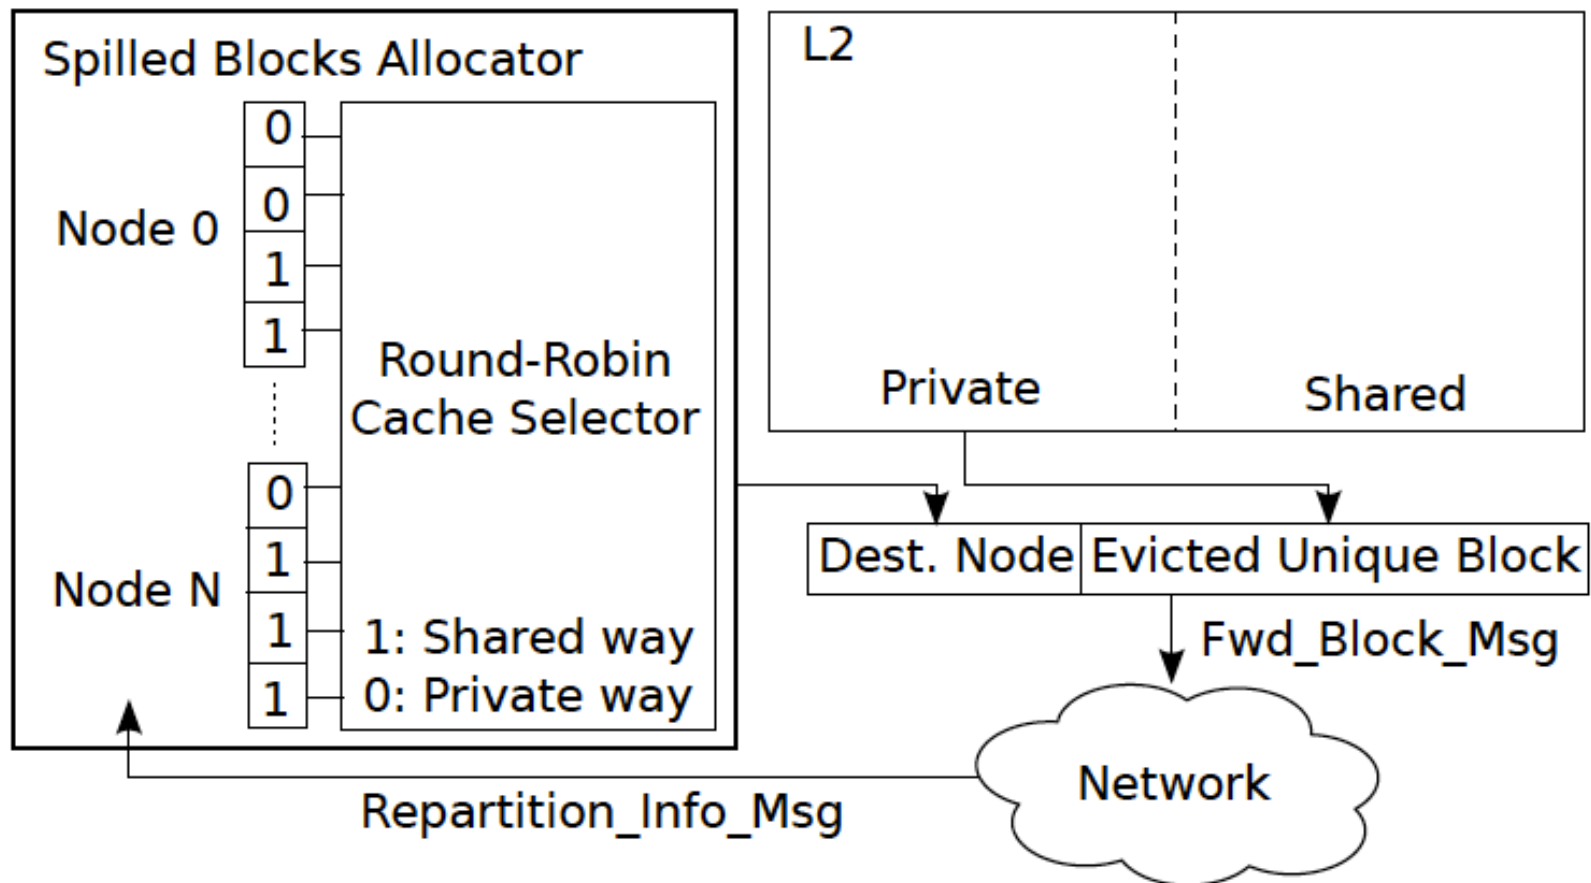 Spilled Blocks Allocator
Node 0
0
0
1
1
Round-Robin
Cache Selector
Node N
0
1
1
1
1: Shared way
0: Private way
L2
Private
Shared
Dest. Node
Evicted Unique Block
Fwd_Block_Msg
Network
Repartition_Info_Msg